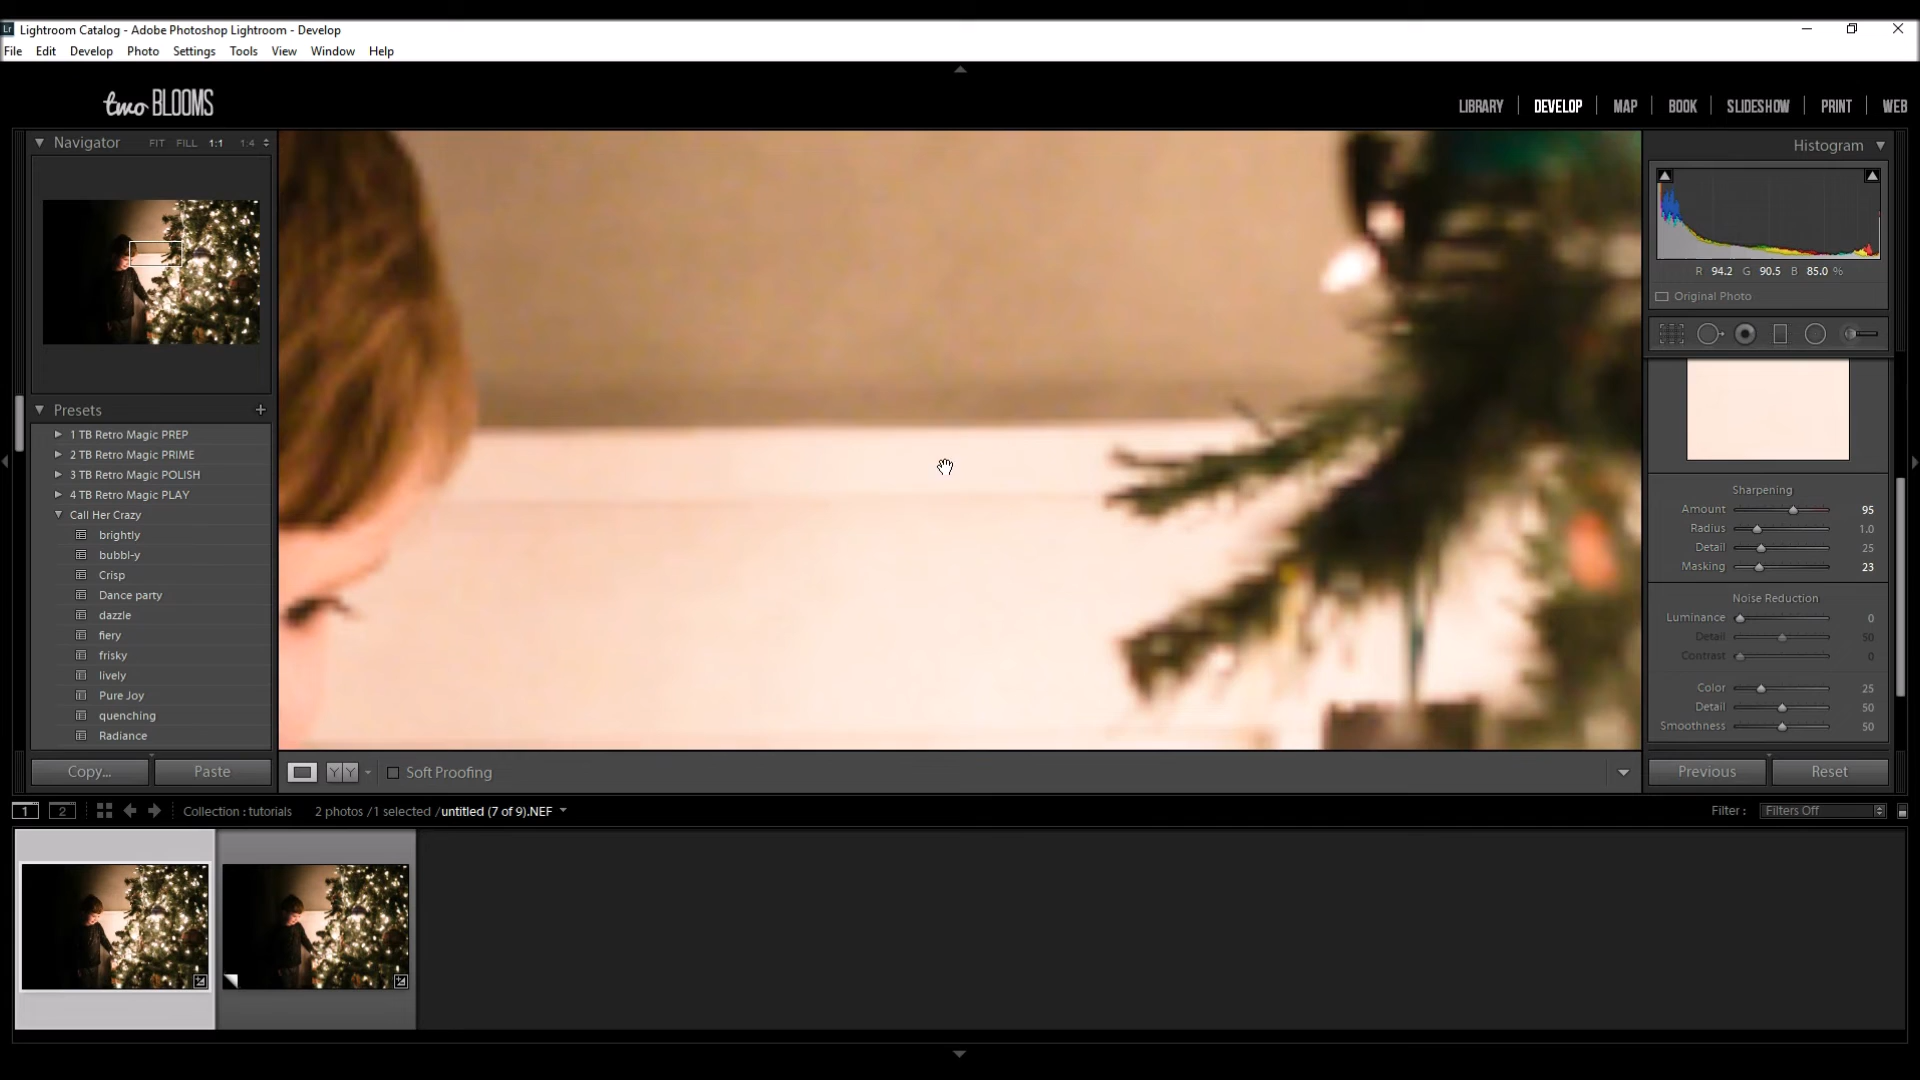 Lr Lightroom Catalog - Adobe Photoshop Lightroom - Develop
File Edit Develop Photo Settings Tools View Window Help
two BLOOMS
LIBRARY DEVELOP MAP BOOK SLIDESHOW PRINT WEB
Navigator FIT FILL 1:1 1:4
Histogram
R 94.2 G 90.5 B 85.0 %
Original Photo
Presets +
1 TB Retro Magic PREP
2 TB Retro Magic PRIME
3 TB Retro Magic POLISH
4 TB Retro Magic PLAY
Call Her Crazy
brightly
bubbl-y
Crisp
Dance party
dazzle
fiery
frisky
lively
Pure Joy
quenching
Radiance
Sharpening
Amount 95
Radius 1.0
Detail 25
Masking 23
Noise Reduction
Luminance 0
Detail 50
Contrast 0
Color 25
Detail 50
Smoothness 50
Copy... Paste
YY Soft Proofing
Previous Reset
1 2 Collection : tutorials 2 photos /1 selected /untitled (7 of 9).NEF
Filter : Filters Off